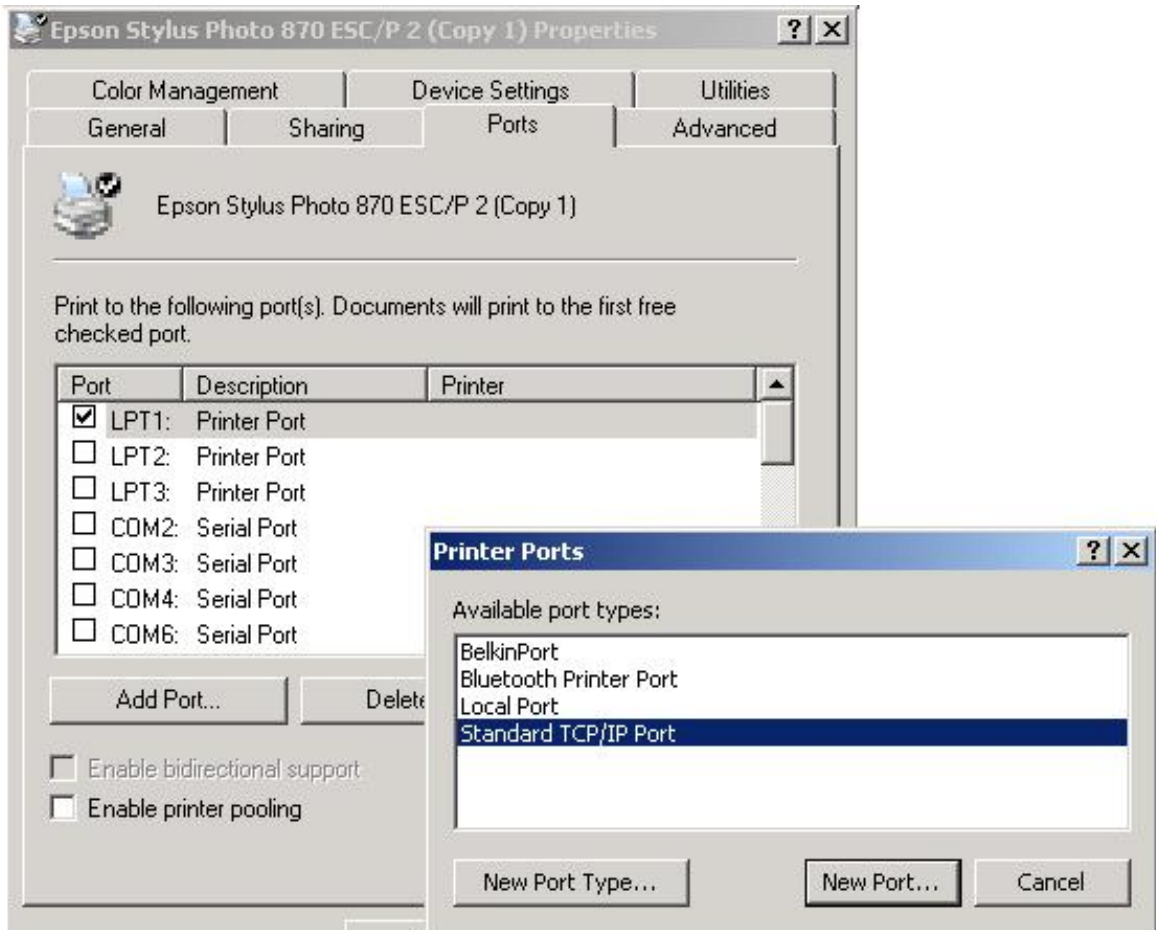 Epson Stylus Photo 870 ESC/P 2 (Copy 1) Properties
Color Management Device Settings Utilities
General Sharing Ports Advanced
Epson Stylus Photo 870 ESC/P 2 (Copy 1)
Print to the following port(s). Documents will print to the first free
checked port.
Port Description Printer
LPT1: Printer Port
LPT2: Printer Port
LPT3: Printer Port
COM2: Serial Port
COM3: Serial Port
COM4: Serial Port
COM6: Serial Port
Add Port... Delete
Enable bidirectional support
Enable printer pooling
Printer Ports
Available port types:
BelkinPort
Bluetooth Printer Port
Local Port
Standard TCP/IP Port
New Port Type... New Port... Cancel